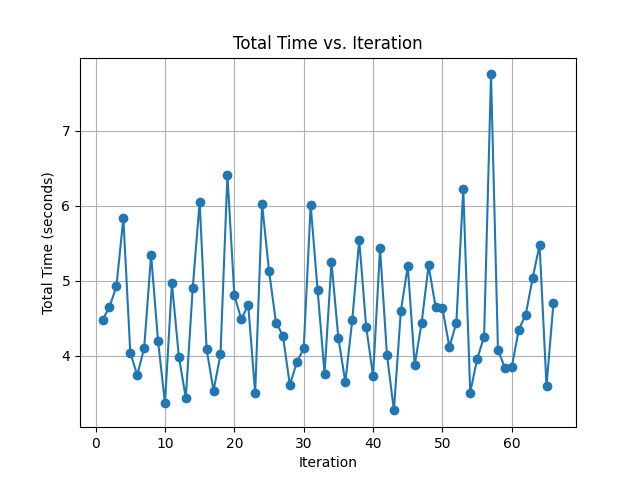 Total Time vs. Iteration
Total Time (seconds)
7
6
5
4
0 10 20 30 40 50 60
Iteration